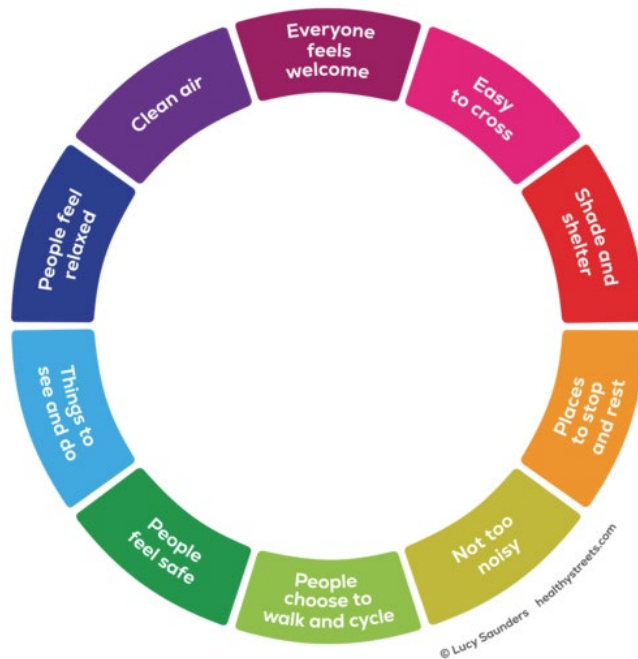 Everyone
feels
welcome
Easy
to cross
Shade and
shelter
Places
to stop
and rest
Not too
noisy
People
choose to
walk and cycle
People
feel safe
Things to
see and do
People feel
relaxed
Clean air
© Lucy Saunders healthystreets.com